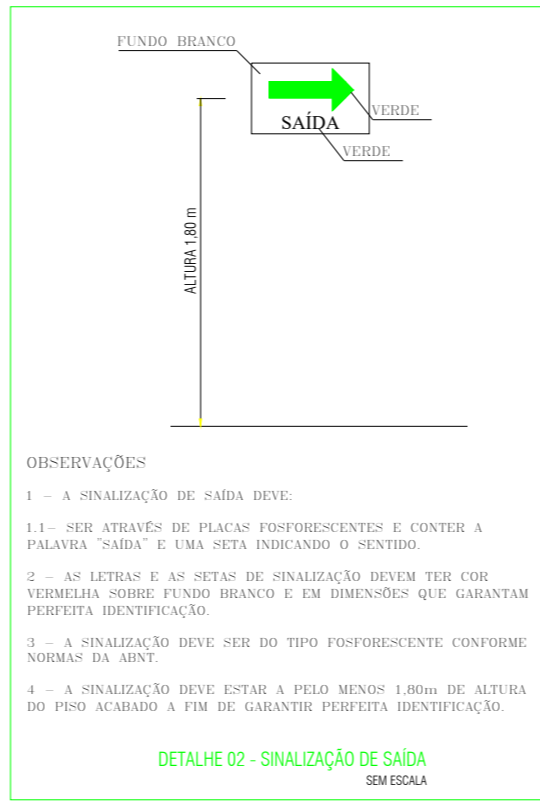 FUNDO BRANCO
VERDE
SAÍDA
VERDE
ALTURA 1,80 m
OBSERVAÇÕES
1 – A SINALIZAÇÃO DE SAÍDA DEVE:
1.1– SER ATRAVÉS DE PLACAS FOSFORESCENTES E CONTER A
PALAVRA "SAÍDA" E UMA SETA INDICANDO O SENTIDO.
2 – AS LETRAS E AS SETAS DE SINALIZAÇÃO DEVEM TER COR
VERMELHA SOBRE FUNDO BRANCO E EM DIMENSÕES QUE GARANTAM
PERFEITA IDENTIFICAÇÃO.
3 – A SINALIZAÇÃO DEVE SER DO TIPO FOSFORESCENTE CONFORME
NORMAS DA ABNT.
4 – A SINALIZAÇÃO DEVE ESTAR A PELO MENOS 1,80m DE ALTURA
DO PISO ACABADO A FIM DE GARANTIR PERFEITA IDENTIFICAÇÃO.
DETALHE 02 - SINALIZAÇÃO DE SAÍDA
SEM ESCALA